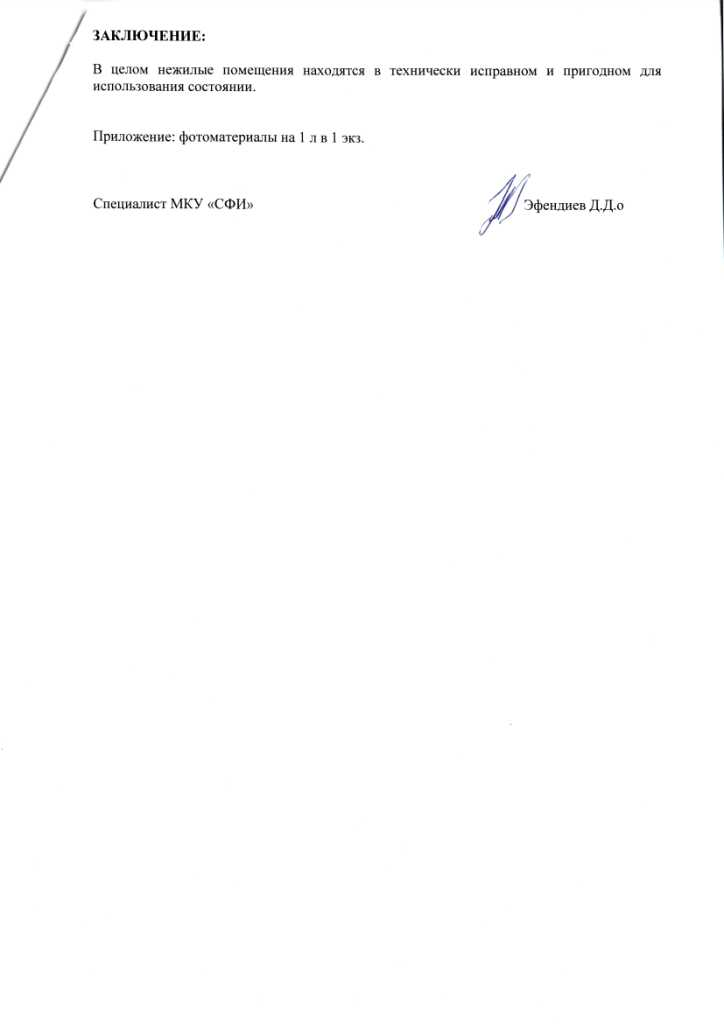 ЗАКЛЮЧЕНИЕ:
В целом нежилые помещения находятся в технически исправном и пригодном для
использования состоянии.
Приложение: фотоматериалы на 1 л в 1 экз.
Специалист МКУ «СФИ» Эфендиев Д.Д.о